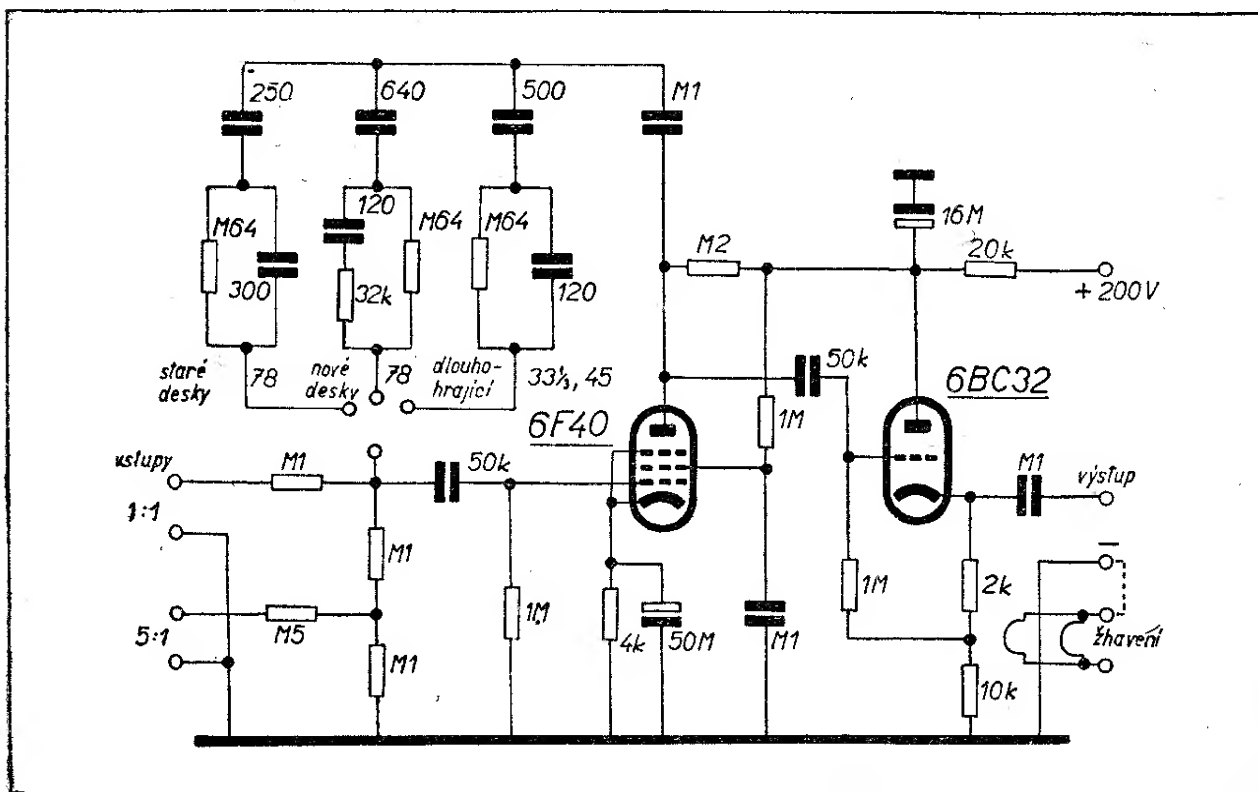 250
640
500
M1
M64
300
120
32k
M64
M64
120
16M
M2
20k
+200V
staré desky
78
nové desky
78
dlouho-
hrající
33⅓, 45
50k
6F40
6BC32
1M
vstupy
M1
50k
M1
výstup
1:1
M1
1M
2k
5:1
M5
M1
1M
4k
50M
M1
10k
–
žhavení